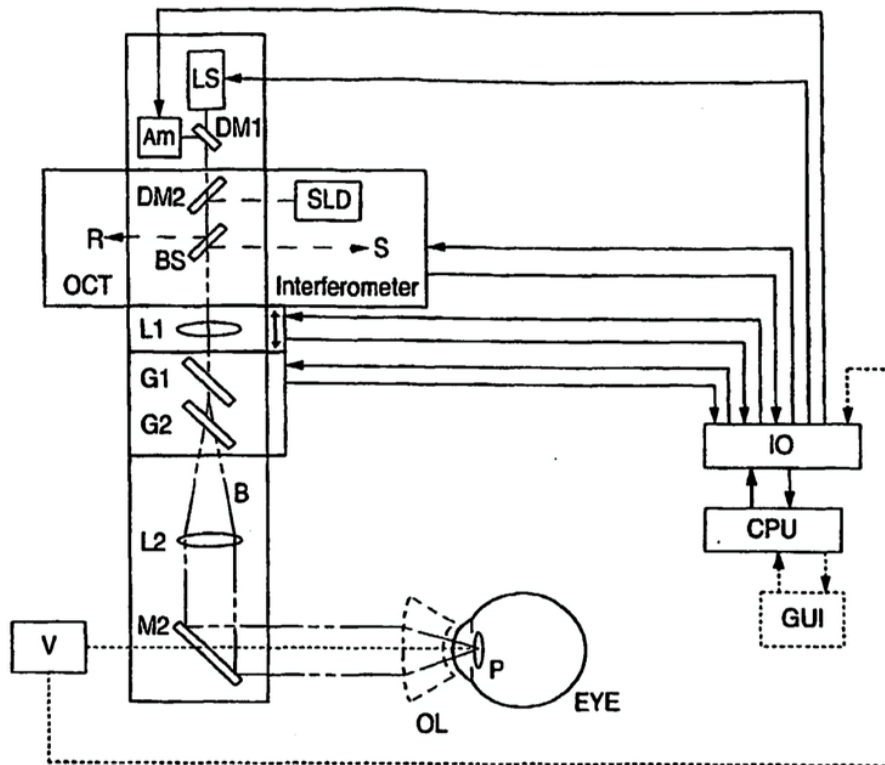 LS
DM1
Am
DM2
SLD
R
BS
S
OCT
Interferometer
L1
G1
G2
IO
B
CPU
L2
GUI
M2
V
P
EYE
OL